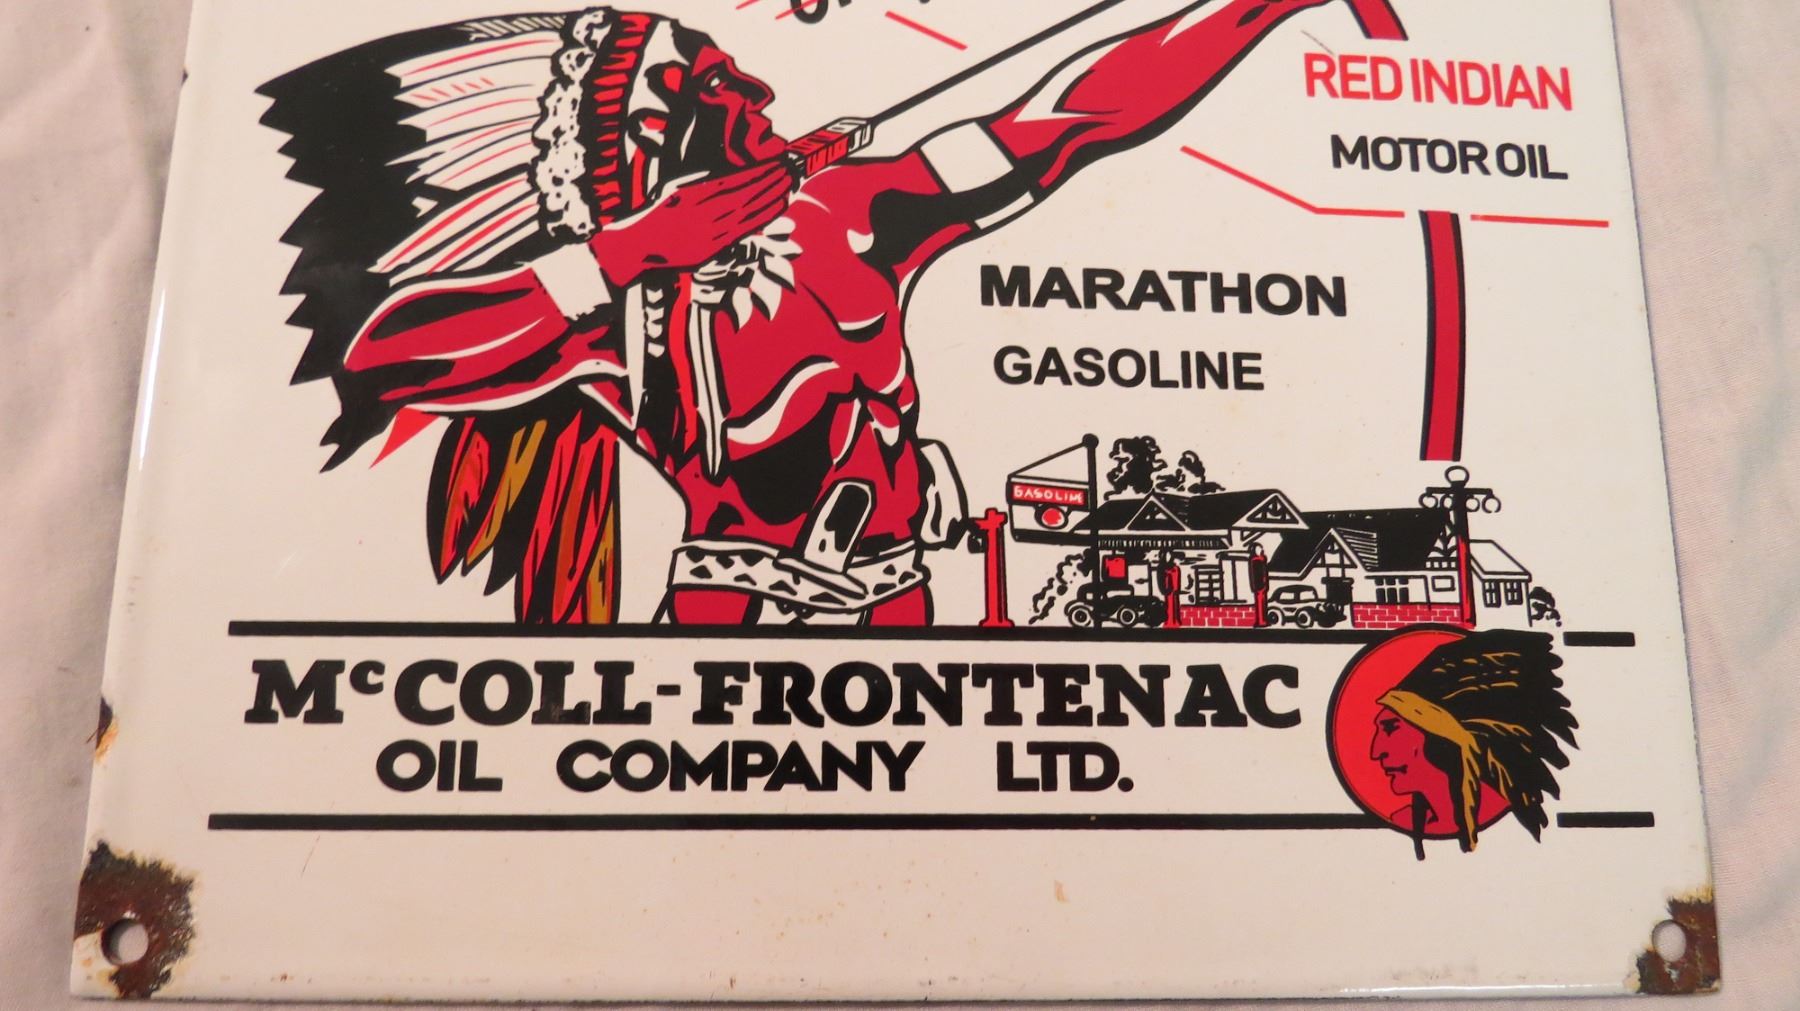 RED INDIAN
MOTOR OIL
MARATHON
GASOLINE
GASOLINE
McCOLL-FRONTENAC
OIL COMPANY LTD.